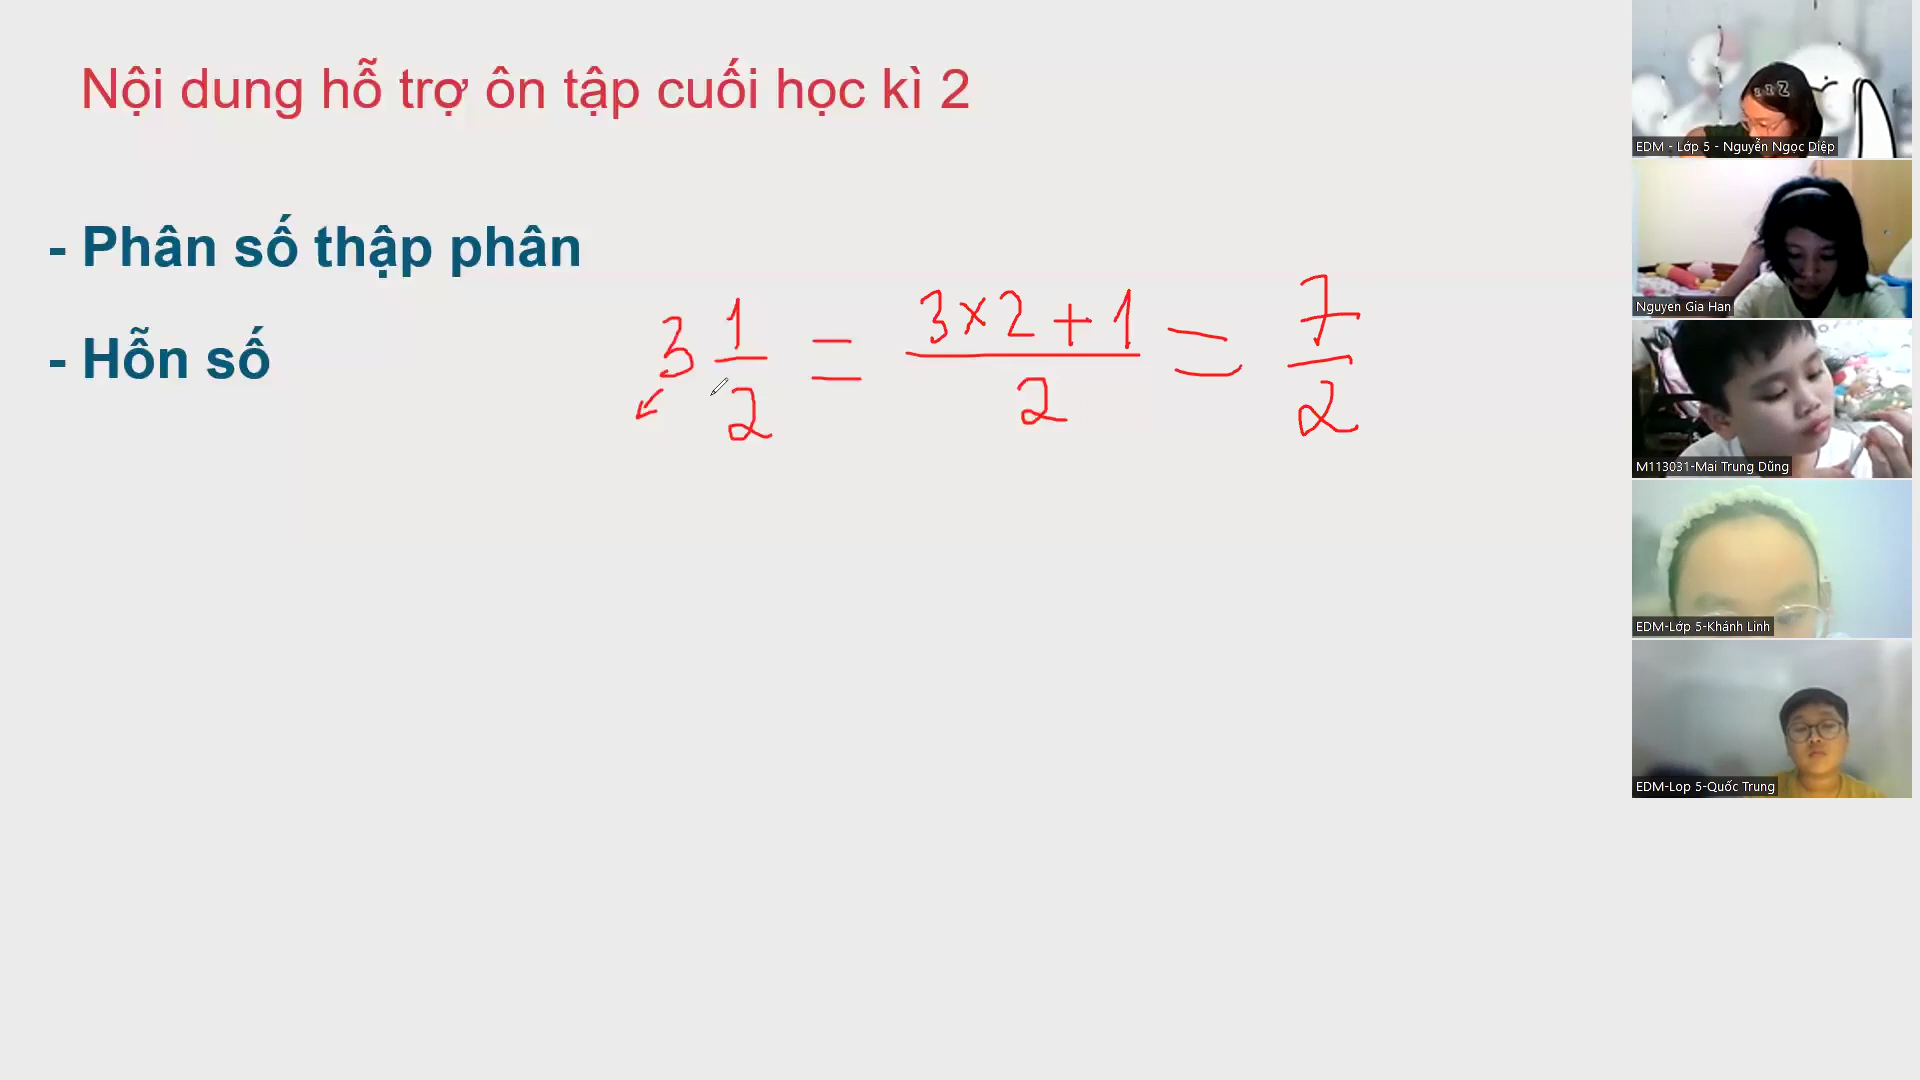 Nội dung hỗ trợ ôn tập cuối học kì 2
- Phân số thập phân
- Hỗn số
3 1/2 = (3×2+1)/2 = 7/2
EDM - Lớp 5 - Nguyễn Ngọc Diệp
Nguyen Gia Han
M113031-Mai Trung Dũng
EDM-Lớp 5-Khánh Linh
EDM-Lop 5-Quốc Trung